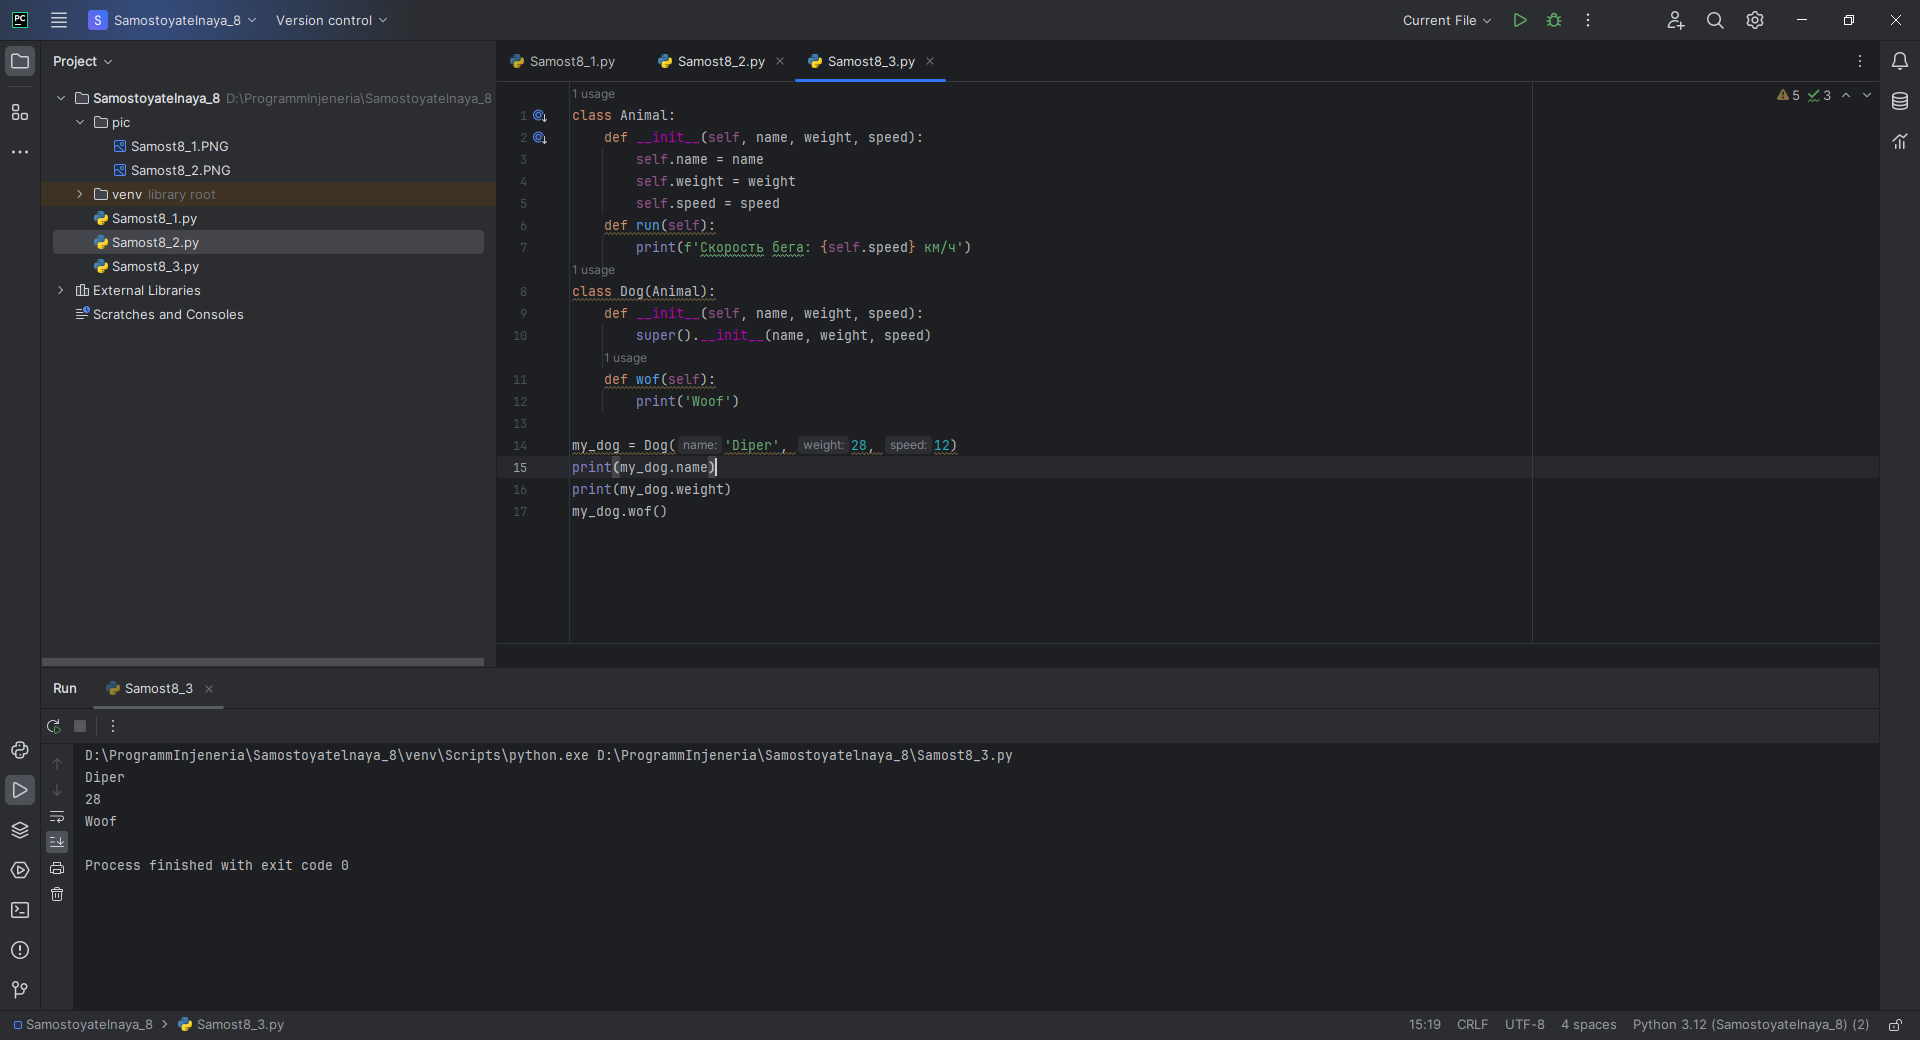 PC
S Samostoyatelnaya_8 Version control Current File
Project
Samostoyatelnaya_8 D:\ProgrammInjeneria\Samostoyatelnaya_8
pic
Samost8_1.PNG
Samost8_2.PNG
venv library root
Samost8_1.py
Samost8_2.py
Samost8_3.py
External Libraries
Scratches and Consoles
Samost8_1.py Samost8_2.py Samost8_3.py
5 3
1 usage
1 class Animal:
2 def __init__(self, name, weight, speed):
3 self.name = name
4 self.weight = weight
5 self.speed = speed
6 def run(self):
7 print(f'Скорость бега: {self.speed} км/ч')
1 usage
8 class Dog(Animal):
9 def __init__(self, name, weight, speed):
10 super().__init__(name, weight, speed)
1 usage
11 def wof(self):
12 print('Woof')
13
14 my_dog = Dog( name: 'Diper', weight: 28, speed: 12)
15 print(my_dog.name)
16 print(my_dog.weight)
17 my_dog.wof()
Run Samost8_3
D:\ProgrammInjeneria\Samostoyatelnaya_8\venv\Scripts\python.exe D:\ProgrammInjeneria\Samostoyatelnaya_8\Samost8_3.py
Diper
28
Woof
Process finished with exit code 0
Samostoyatelnaya_8 Samost8_3.py 15:19 CRLF UTF-8 4 spaces Python 3.12 (Samostoyatelnaya_8) (2)